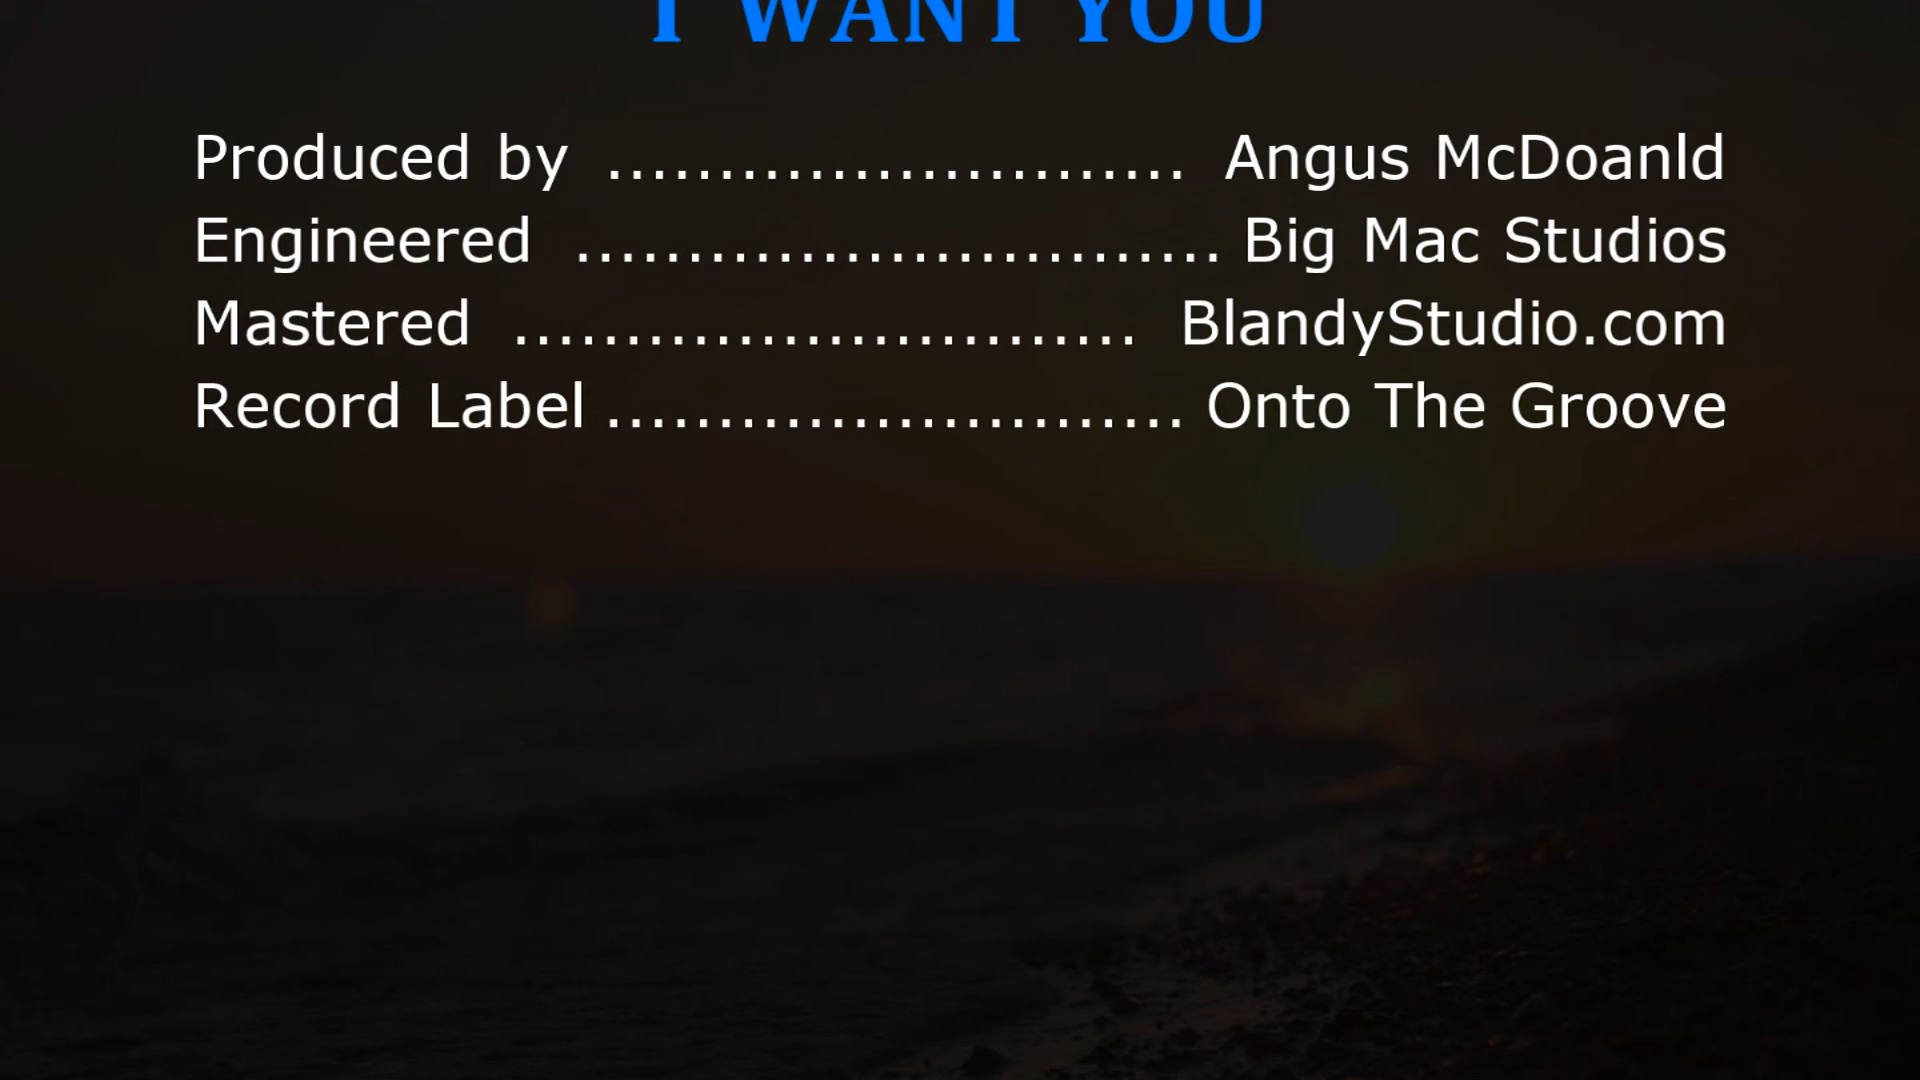 I WANT YOU
Produced by .......................... Angus McDoanld
Engineered ............................. Big Mac Studios
Mastered ............................ BlandyStudio.com
Record Label .......................... Onto The Groove